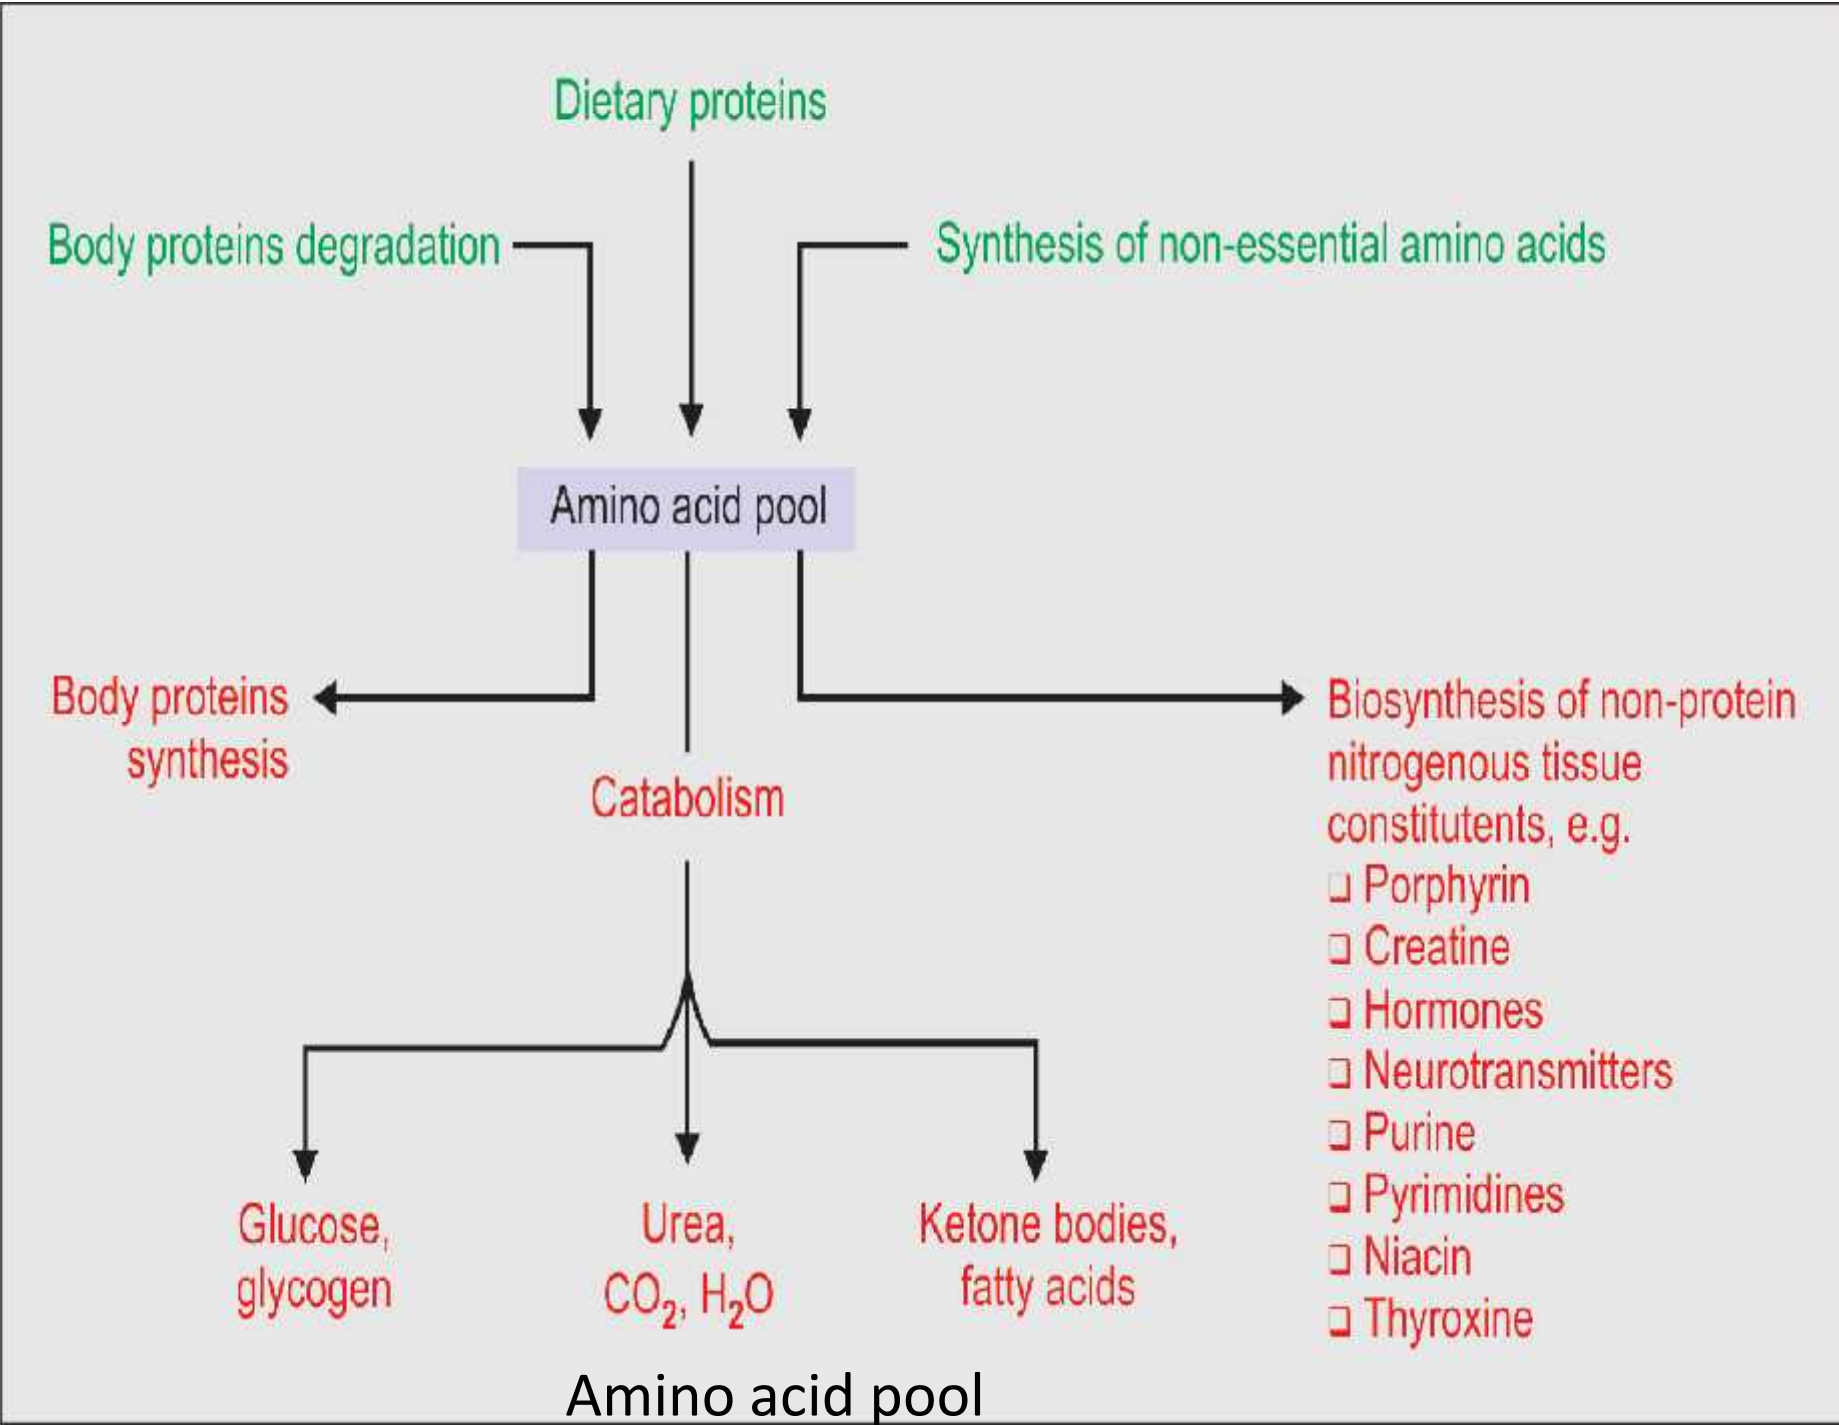 Dietary proteins
Body proteins degradation
Synthesis of non-essential amino acids
Amino acid pool
Body proteins
synthesis
Catabolism
Biosynthesis of non-protein
nitrogenous tissue
constitutents, e.g.
❑ Porphyrin
❑ Creatine
❑ Hormones
❑ Neurotransmitters
❑ Purine
❑ Pyrimidines
❑ Niacin
❑ Thyroxine
Glucose,
glycogen
Urea,
CO₂, H₂O
Ketone bodies,
fatty acids
Amino acid pool